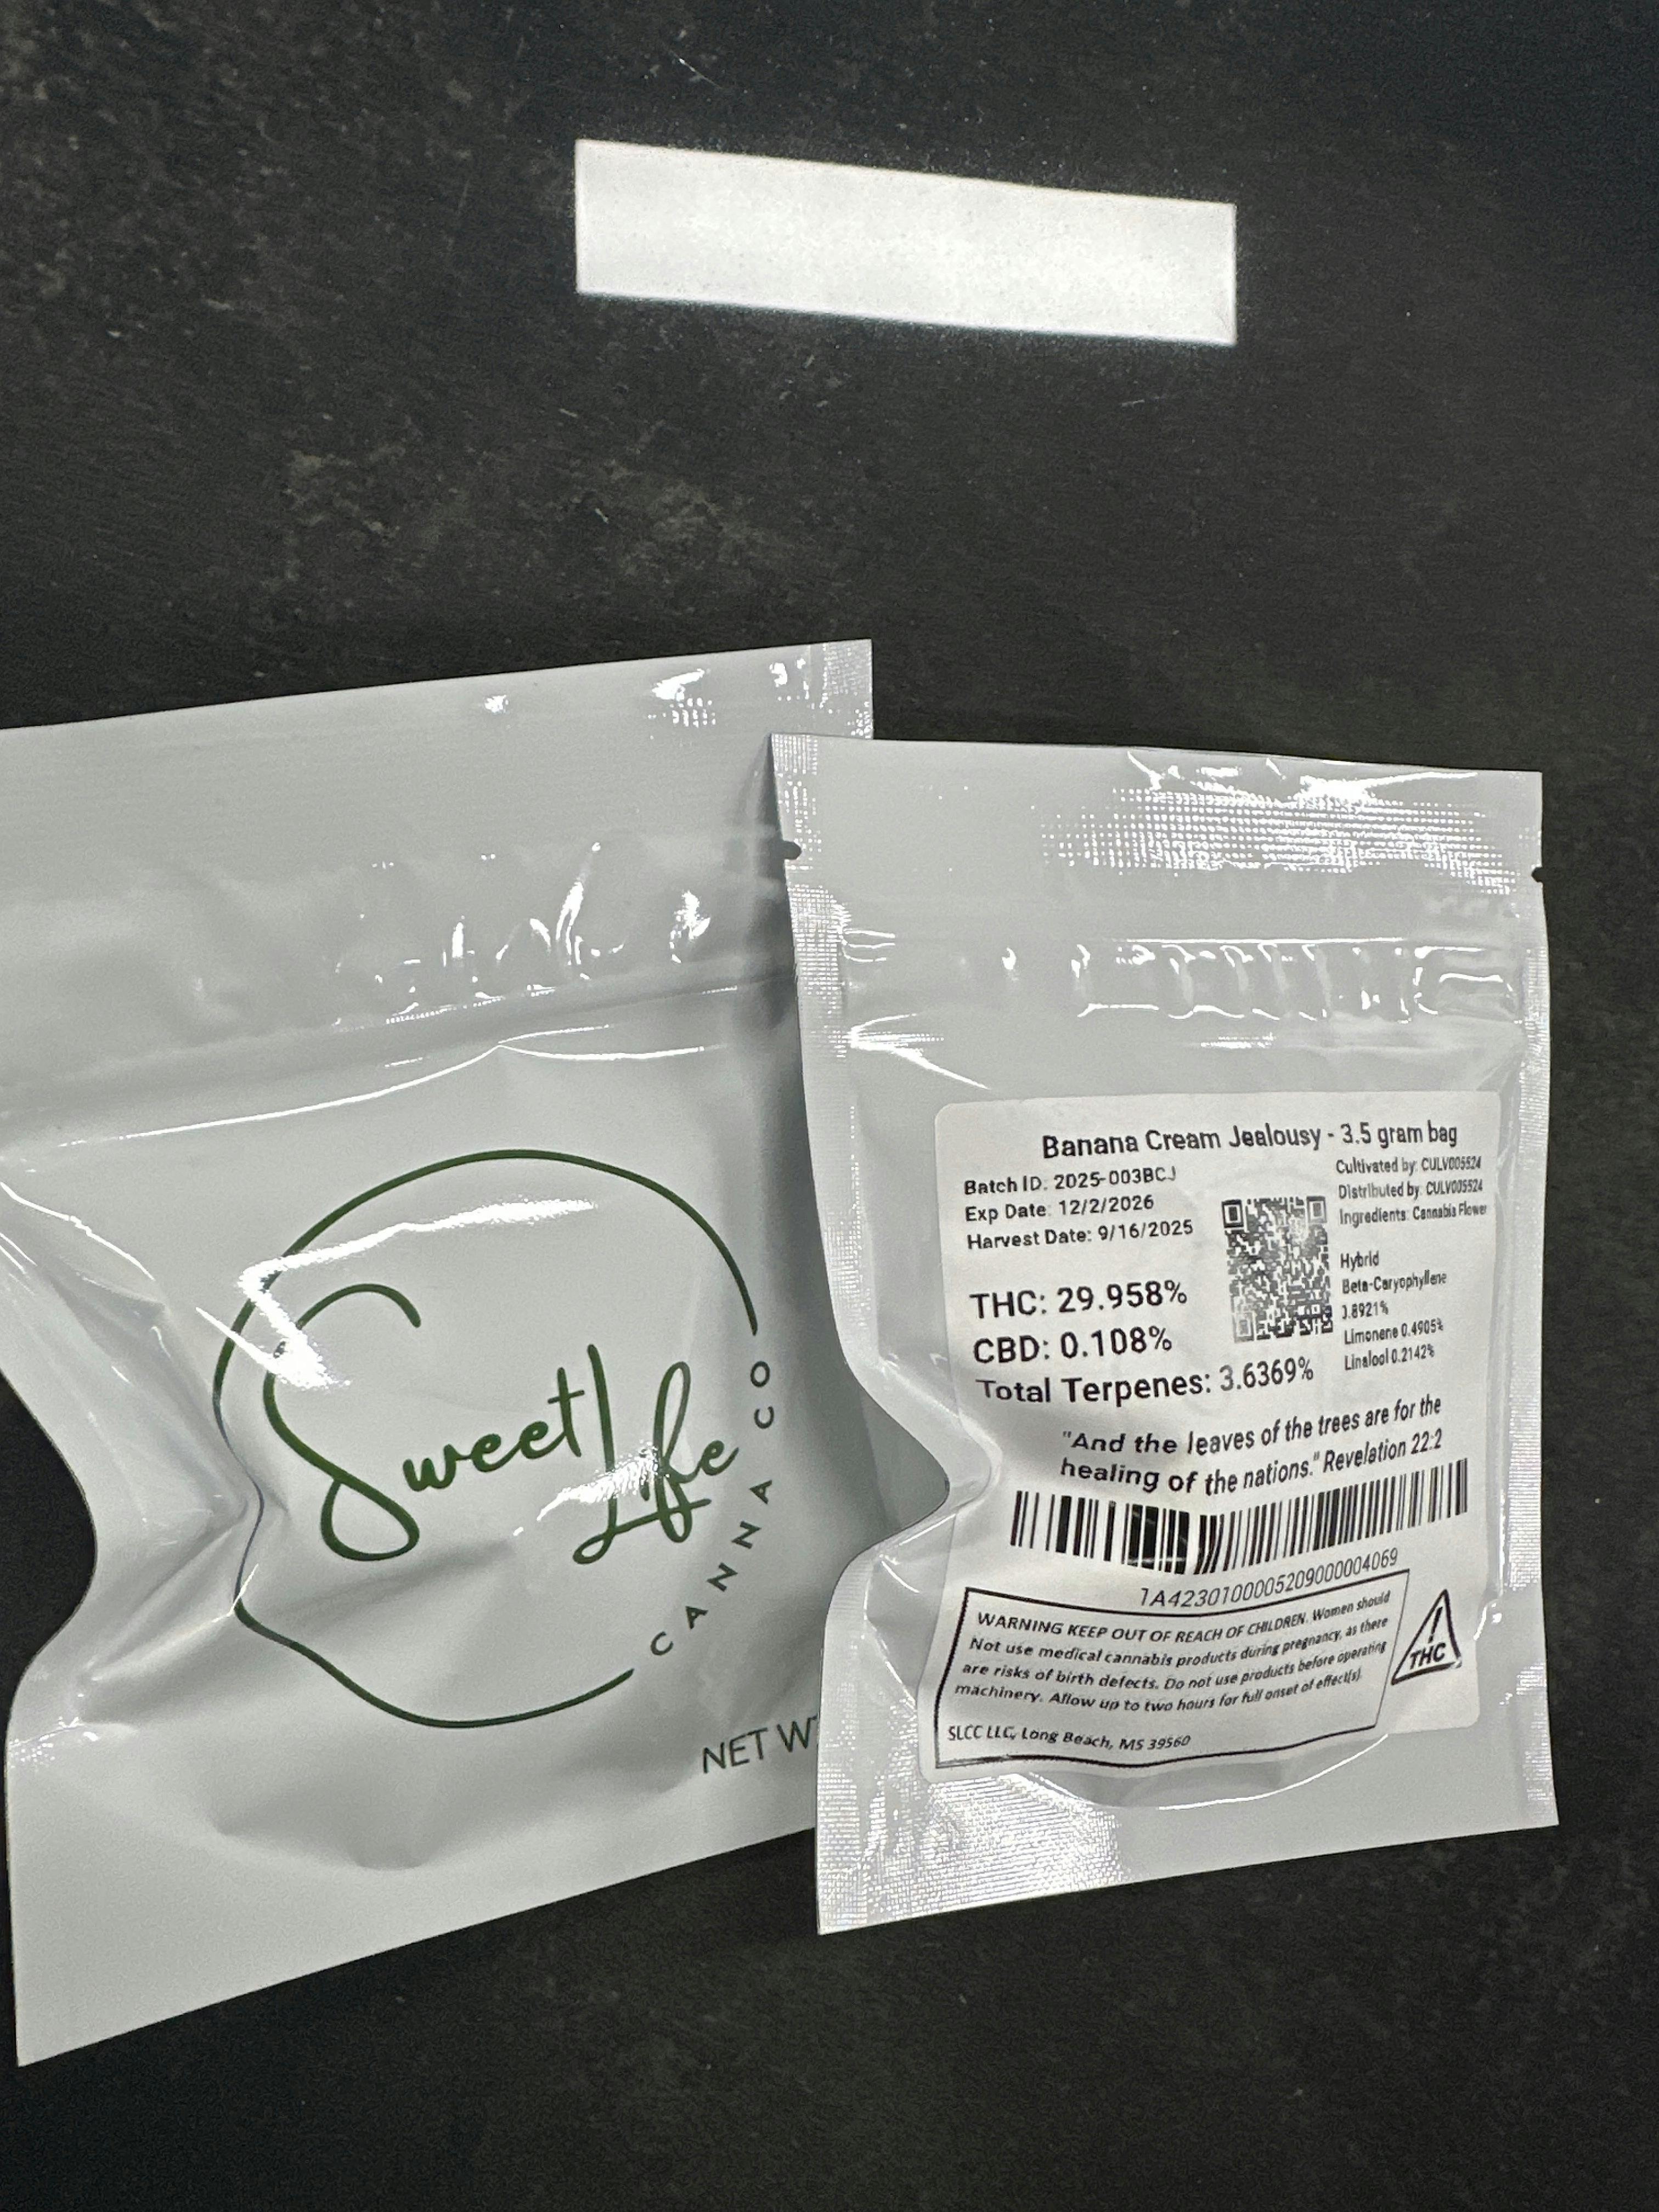 Sweet Life
CANNA CO
NET W
Banana Cream Jealousy - 3.5 gram bag
Batch ID: 2025-003BCJ
Exp Date: 12/2/2026
Harvest Date: 9/16/2025
THC: 29.958%
CBD: 0.108%
Total Terpenes: 3.6369%
Cultivated by: CULV005524
Distributed by: CULV005524
Ingredients: Cannabis Flower
Hybrid
Beta-Caryophyllene
Limonene 0.4905%
Linalool 0.2142%
"And the leaves of the trees are for the
healing of the nations." Revelation 22:2
1A4230100005209000004069
WARNING KEEP OUT OF REACH OF CHILDREN. Women should
Not use medical cannabis products during pregnancy, as there
are risks of birth defects. Do not use products before operating
machinery. Allow up to two hours for full onset of effect(s).
SLCC LLC, Long Beach, MS 39560
!
THC